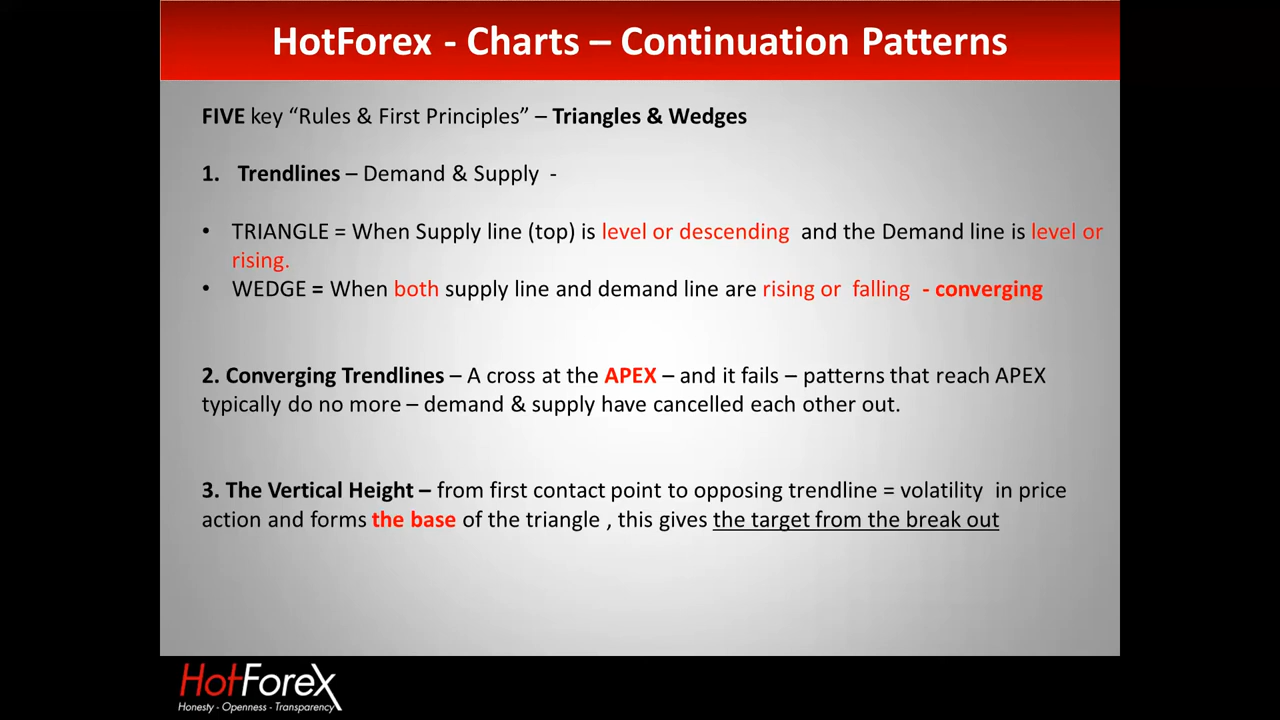 HotForex - Charts – Continuation Patterns
FIVE key “Rules & First Principles” – Triangles & Wedges
1. Trendlines – Demand & Supply -
• TRIANGLE = When Supply line (top) is level or descending and the Demand line is level or
rising.
• WEDGE = When both supply line and demand line are rising or falling - converging
2. Converging Trendlines – A cross at the APEX – and it fails – patterns that reach APEX
typically do no more – demand & supply have cancelled each other out.
3. The Vertical Height – from first contact point to opposing trendline = volatility in price
action and forms the base of the triangle , this gives the target from the break out
HotForex
Honesty - Openness - Transparency